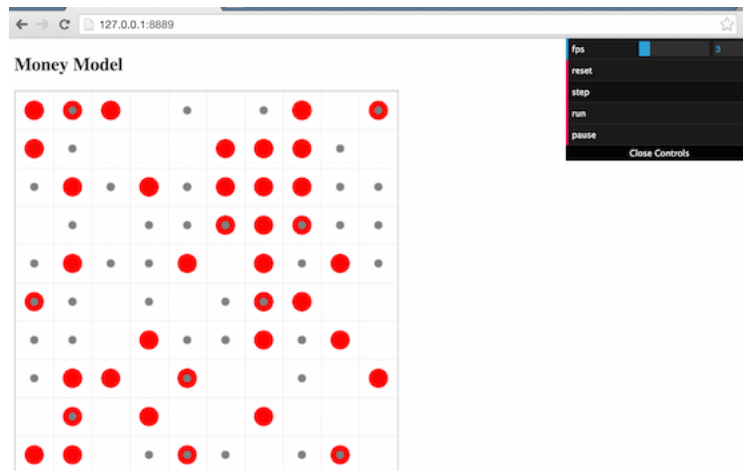 127.0.0.1:8889
Money Model
fps 3
reset
step
run
pause
Close Controls